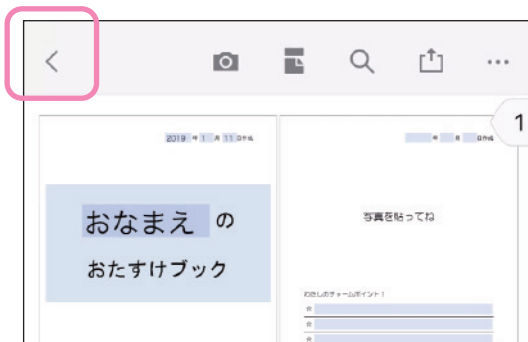 1
2019 年 1 月 11 日作成
年 月 日作成
おなまえ の
おたすけブック
写真を貼ってね
わたしのチャームポイント！
☆
☆
☆